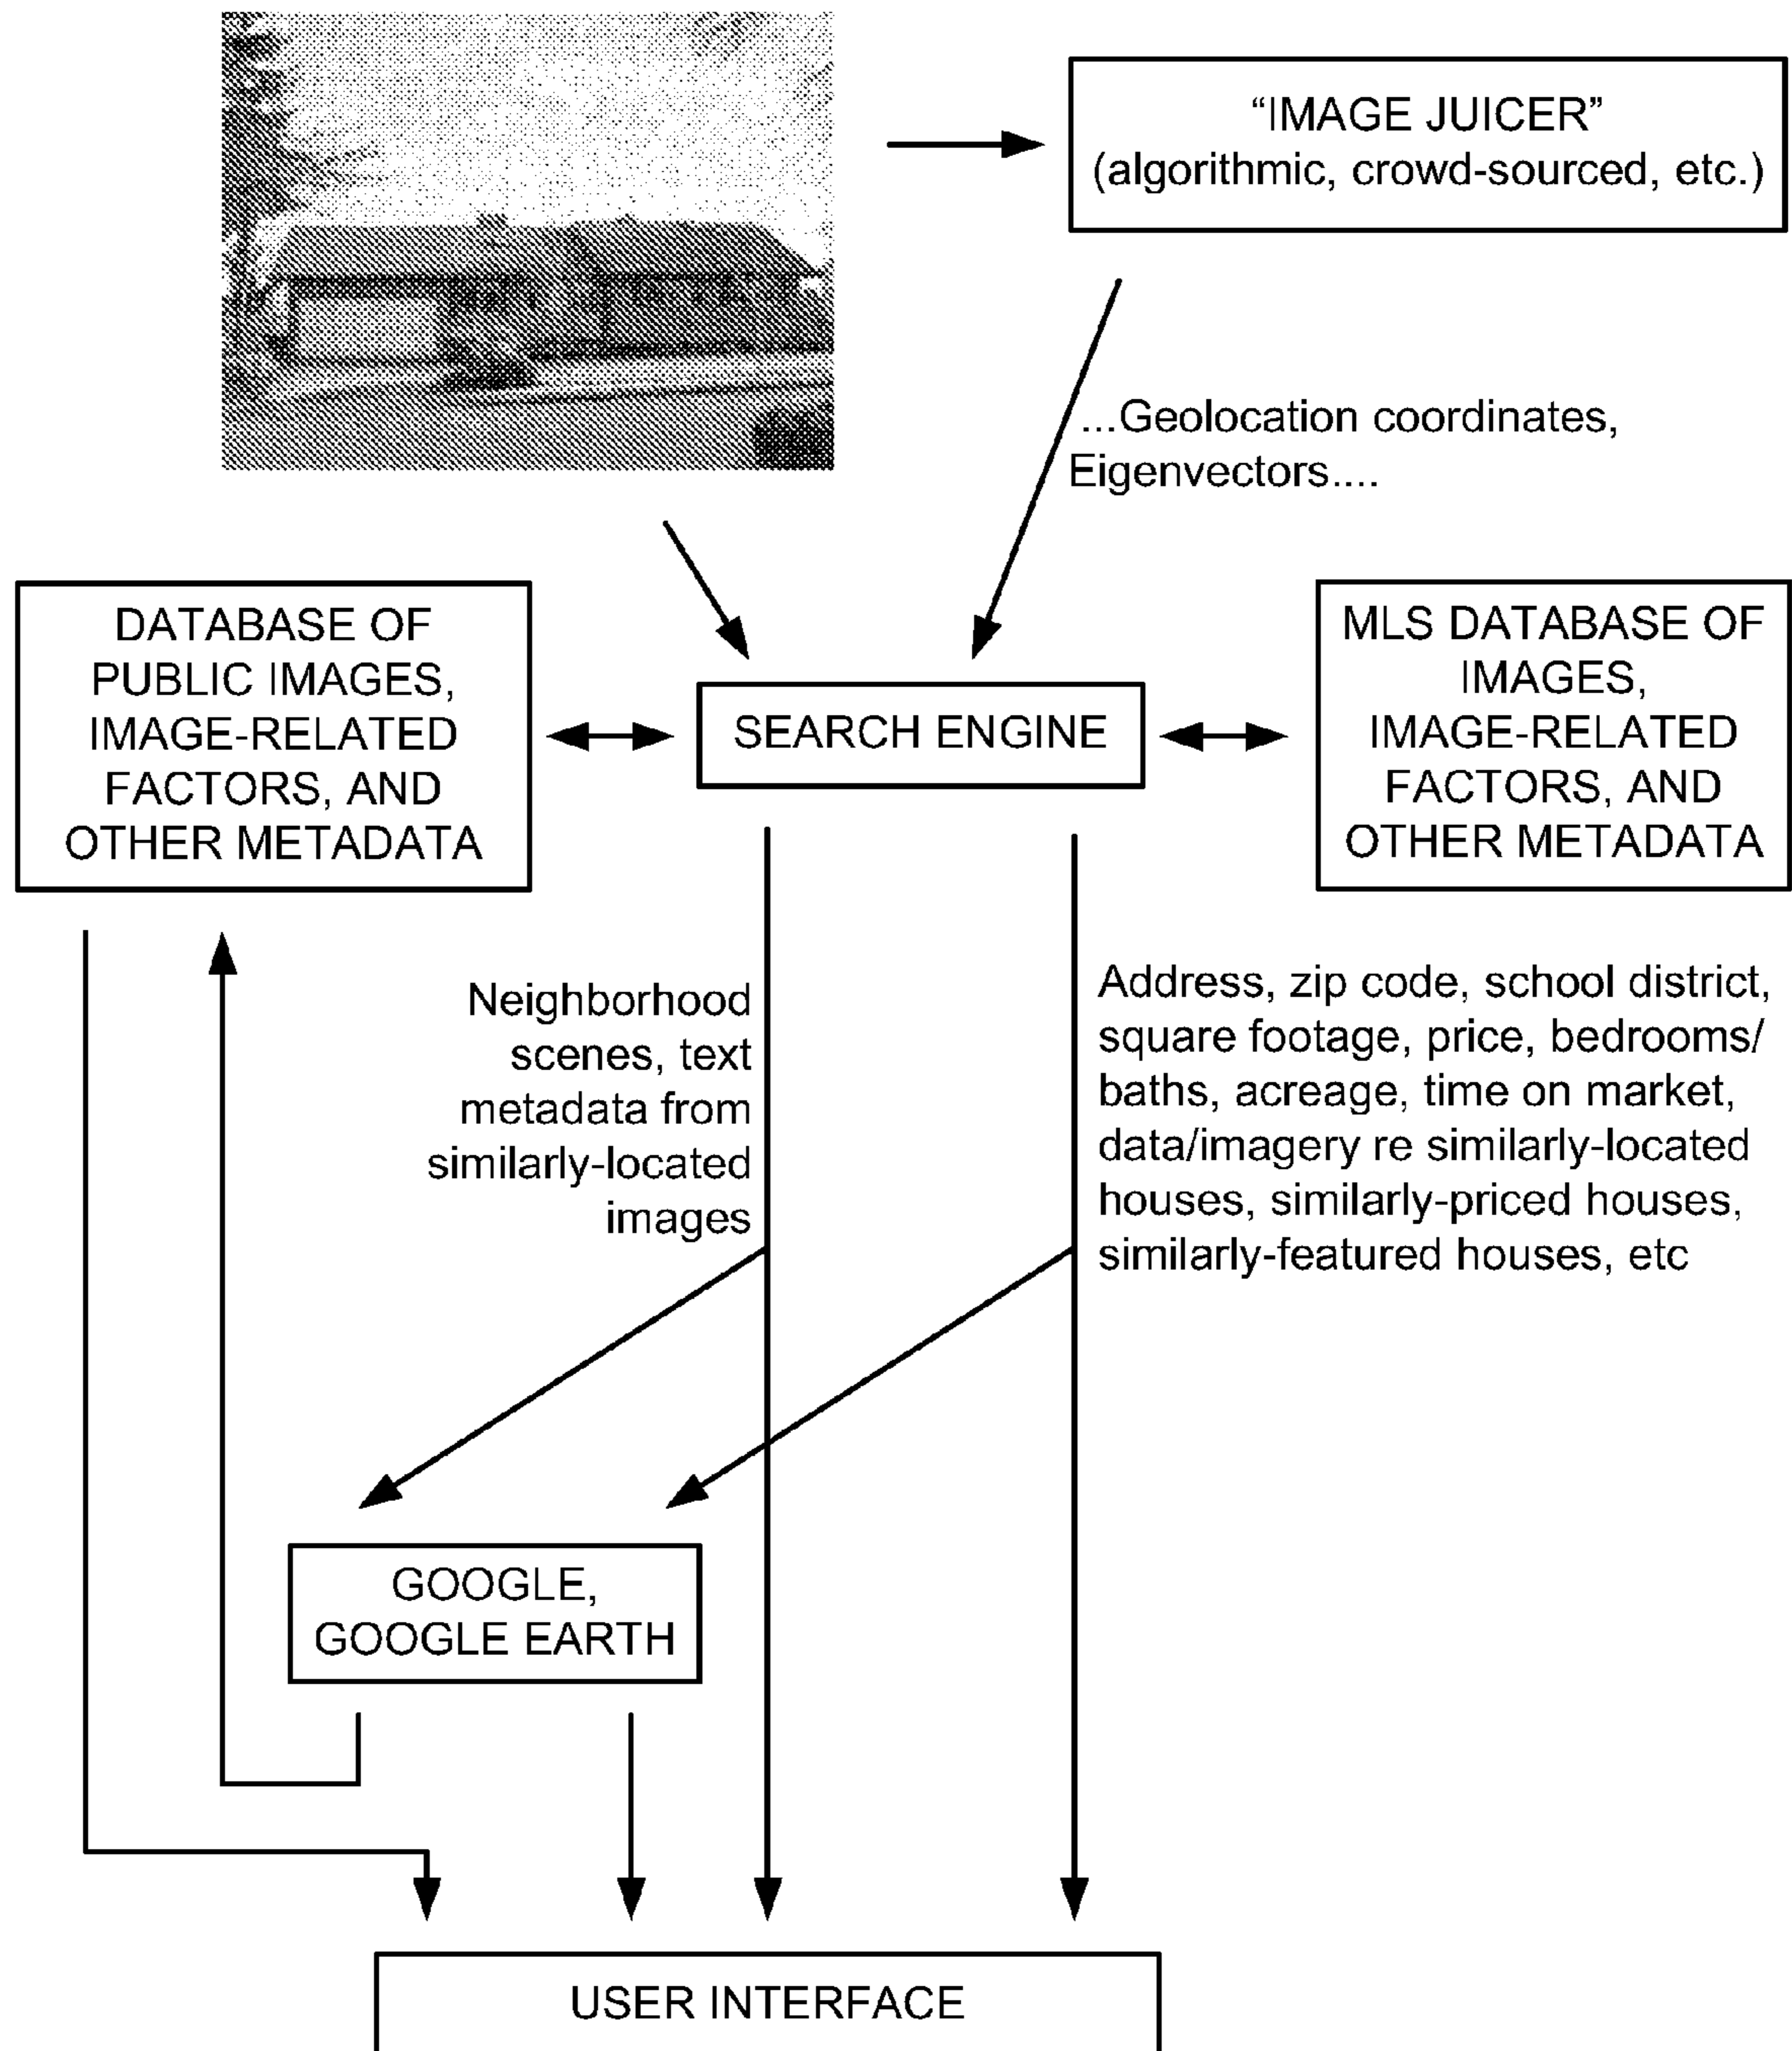 “IMAGE JUICER”
(algorithmic, crowd-sourced, etc.)
...Geolocation coordinates,
Eigenvectors....
DATABASE OF
PUBLIC IMAGES,
IMAGE-RELATED
FACTORS, AND
OTHER METADATA
SEARCH ENGINE
MLS DATABASE OF
IMAGES,
IMAGE-RELATED
FACTORS, AND
OTHER METADATA
Neighborhood
scenes, text
metadata from
similarly-located
images
Address, zip code, school district,
square footage, price, bedrooms/
baths, acreage, time on market,
data/imagery re similarly-located
houses, similarly-priced houses,
similarly-featured houses, etc
GOOGLE,
GOOGLE EARTH
USER INTERFACE